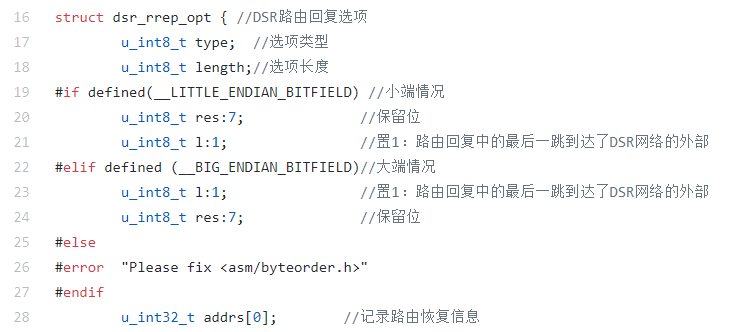 16 struct dsr_rrep_opt { //DSR路由回复选项
17 u_int8_t type; //选项类型
18 u_int8_t length;//选项长度
19 #if defined(__LITTLE_ENDIAN_BITFIELD) //小端情况
20 u_int8_t res:7; //保留位
21 u_int8_t l:1; //置1：路由回复中的最后一跳到达了DSR网络的外部
22 #elif defined (__BIG_ENDIAN_BITFIELD)//大端情况
23 u_int8_t l:1; //置1：路由回复中的最后一跳到达了DSR网络的外部
24 u_int8_t res:7; //保留位
25 #else
26 #error "Please fix <asm/byteorder.h>"
27 #endif
28 u_int32_t addrs[0]; //记录路由恢复信息